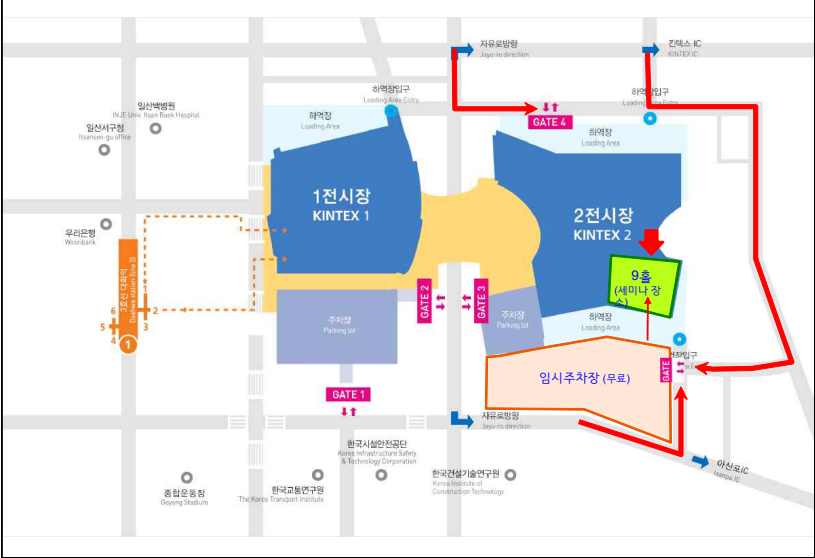 자유로방향
Jayu-ro direction
킨텍스 IC
KINTEX IC
하역장입구
Loading Area Entry
하역장입구
Loading Area Entry
일산백병원
INJE Univ. Ilsan Baek Hospital
일산서구청
Ilsanseo-gu office
하역장
Loading Area
GATE 4
하역장
Loading Area
1전시장
KINTEX 1
2전시장
KINTEX 2
우리은행
Wooribank
3호선 대화역
Daehwa station (line 3)
1
2
3
4
5
6
1
9홀
(세미나 장
소)
GATE 2
GATE 3
주차장
Parking lot
주차장
Parking lot
하역장
Loading Area
역장입구
GATE
임시주차장 (무료)
GATE 1
자유로방향
Jayu-ro direction
한국시설안전공단
Korea Infrastructure Safety
& Technology Corporation
종합운동장
Goyang Stadium
한국교통연구원
The Korea Transport Institute
한국건설기술연구원
Korea Institute of
Construction Technology
이산포IC
Isanpo IC